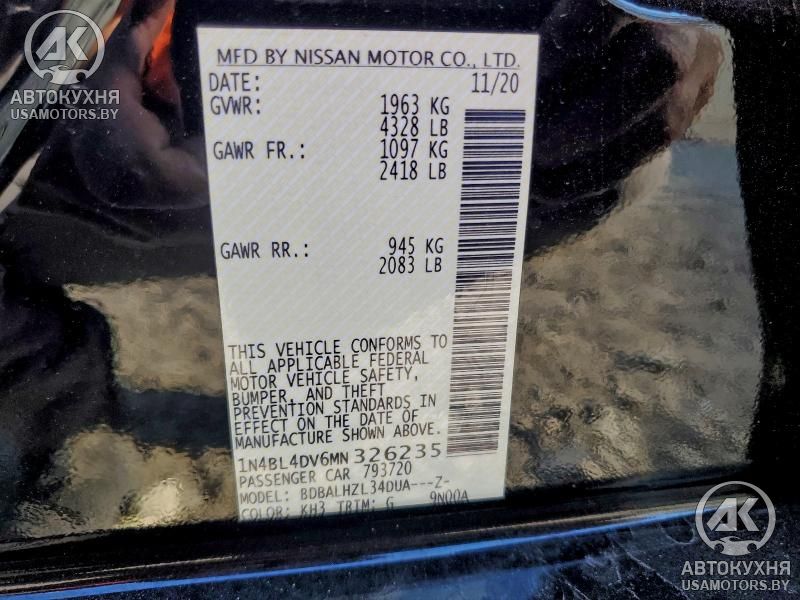 AK
АВТОКУХНЯ
USAMOTORS.BY
MFD BY NISSAN MOTOR CO., LTD.
DATE: 11/20
GVWR: 1963 KG
4328 LB
GAWR FR.: 1097 KG
2418 LB
GAWR RR.: 945 KG
2083 LB
THIS VEHICLE CONFORMS TO
ALL APPLICABLE FEDERAL
MOTOR VEHICLE SAFETY,
BUMPER, AND THEFT
PREVENTION STANDARDS IN
EFFECT ON THE DATE OF
MANUFACTURE SHOWN ABOVE.
1N4BL4DV6MN326235
PASSENGER CAR 793720
MODEL: BDBALHZL34DUA---Z-
COLOR: KH3 TRIM: G 9N00A
AK
АВТОКУХНЯ
USAMOTORS.BY